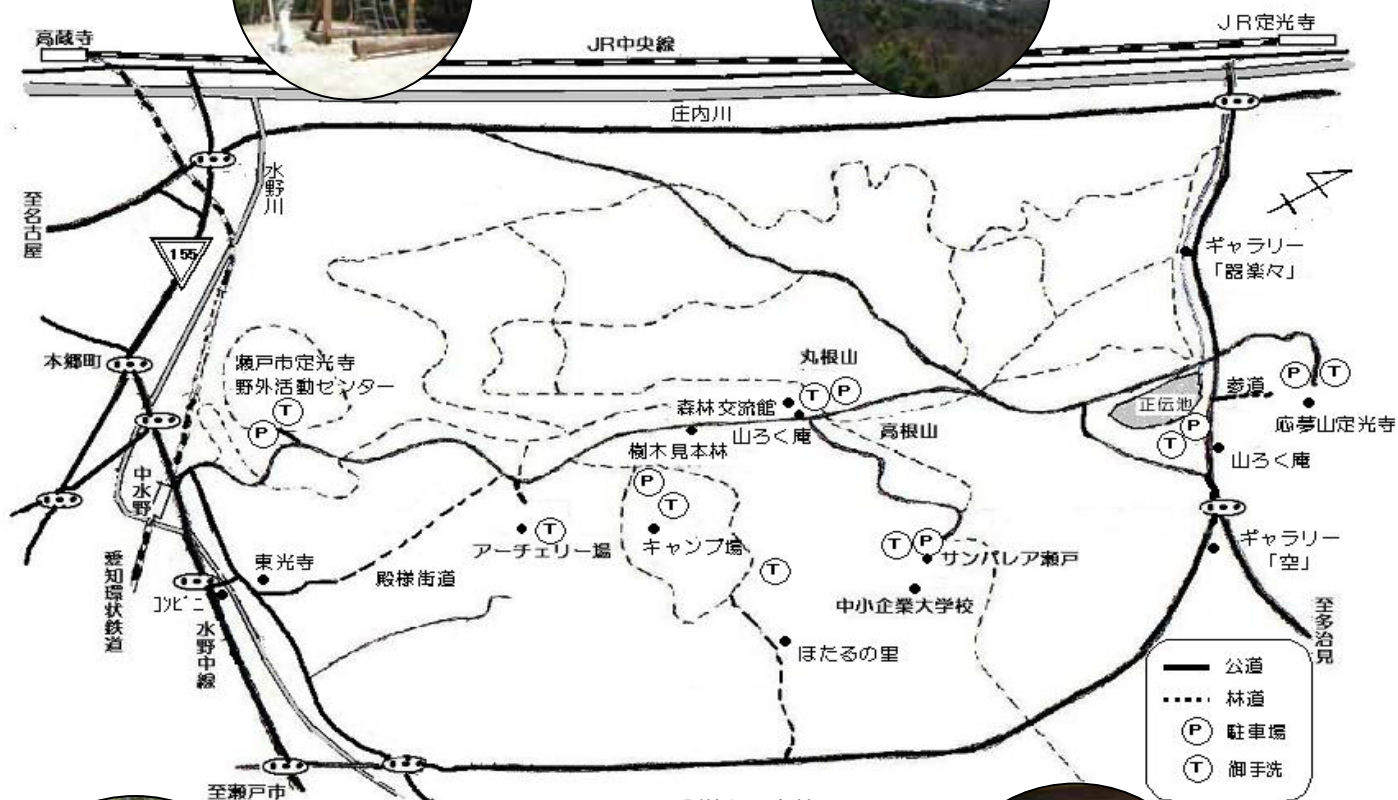 高蔵寺
JR中央線
JR定光寺
庄内川
水野川
至名古屋
155
ギャラリー
「器楽々」
本郷町
瀬戸市定光寺
野外活動センター
T
P
丸根山
T
P
森林交流館
山ろく庵
高根山
樹木見本林
正伝池
P
T
参道
P
T
応夢山定光寺
山ろく庵
中水野
P
T
キャンプ場
アーチェリー場
T
T
T
P
サンパレア瀬戸
中小企業大学校
ギャラリー
「空」
愛知環状鉄道
東光寺
殿様街道
コンビニ
水野中線
ほたるの里
至多治見
公道
林道
P 駐車場
T 御手洗
至瀬戸市